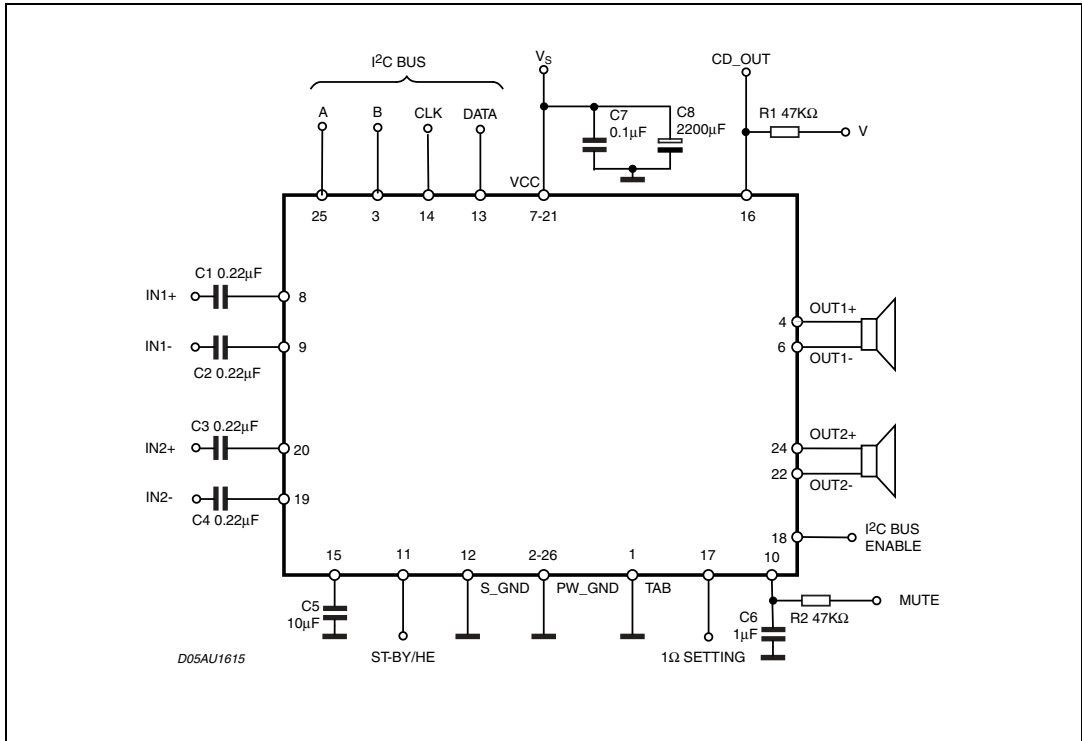 I²C BUS
A B CLK DATA
V_S
C7
0.1µF
C8
2200µF
CD_OUT
R1 47KΩ
V
VCC
25 3 14 13 7-21 16
C1 0.22µF
IN1+ 8
IN1- 9
C2 0.22µF
C3 0.22µF
IN2+ 20
IN2- 19
C4 0.22µF
4 OUT1+
6 OUT1-
24 OUT2+
22 OUT2-
18 I²C BUS
ENABLE
15 11 12 2-26 1 17 10
S_GND PW_GND TAB
C5
10µF
ST-BY/HE
1Ω SETTING
C6
1µF
R2 47KΩ
MUTE
D05AU1615